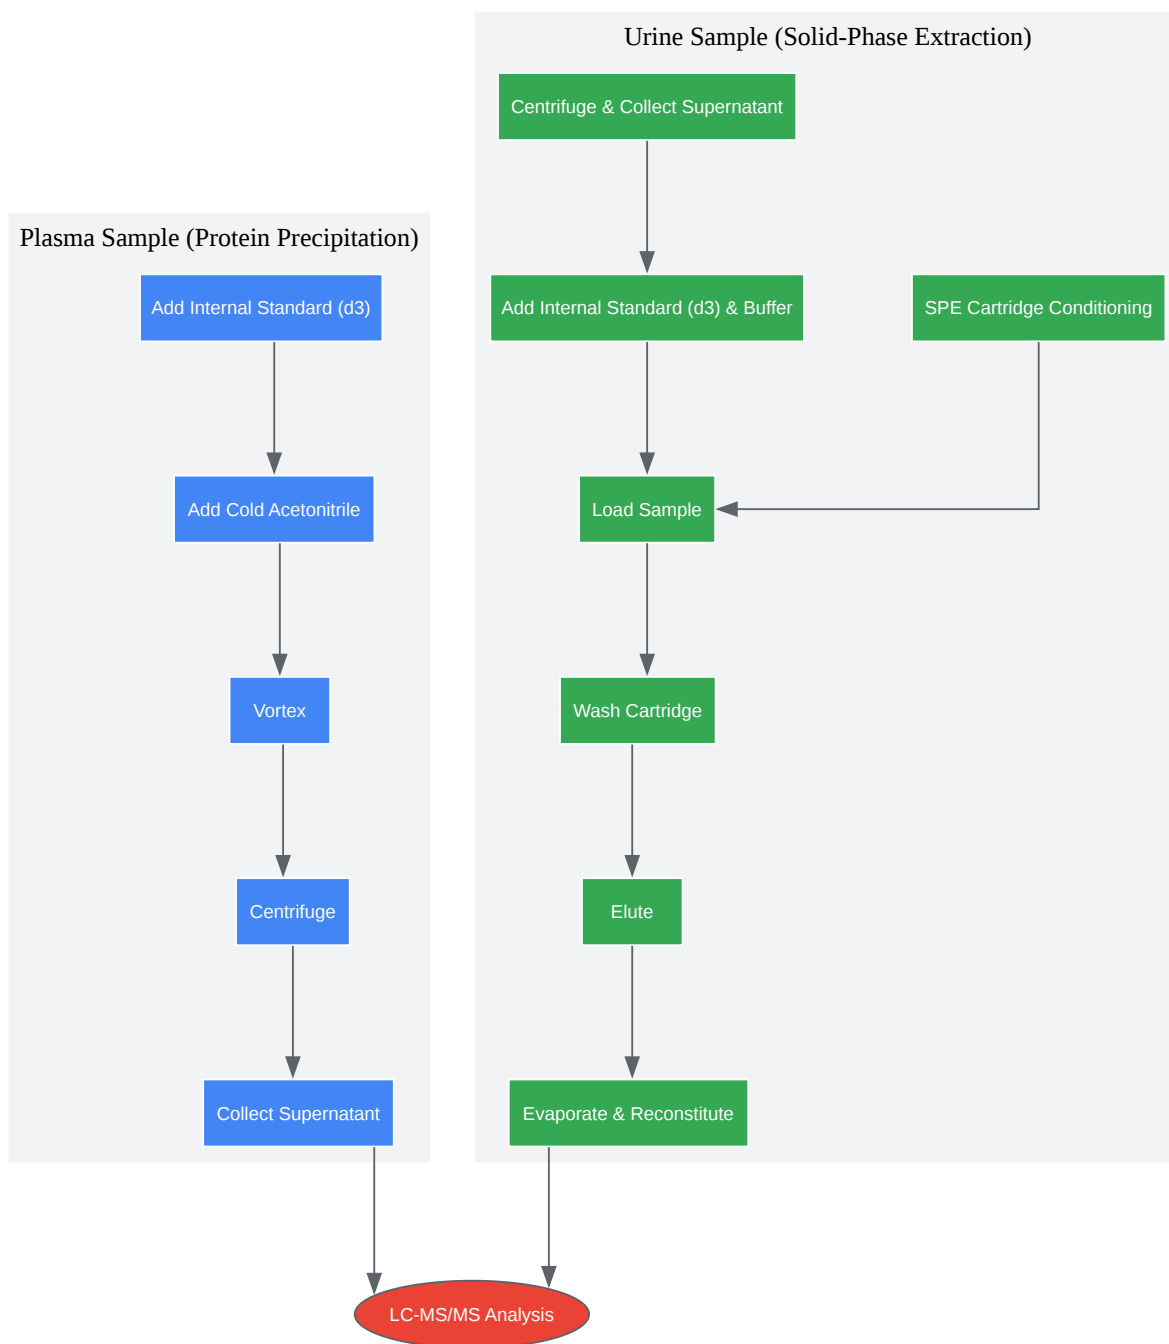 Plasma Sample (Protein Precipitation)
Add Internal Standard (d3)
Add Cold Acetonitrile
Vortex
Centrifuge
Collect Supernatant
Urine Sample (Solid-Phase Extraction)
Centrifuge & Collect Supernatant
Add Internal Standard (d3) & Buffer
SPE Cartridge Conditioning
Load Sample
Wash Cartridge
Elute
Evaporate & Reconstitute
LC-MS/MS Analysis